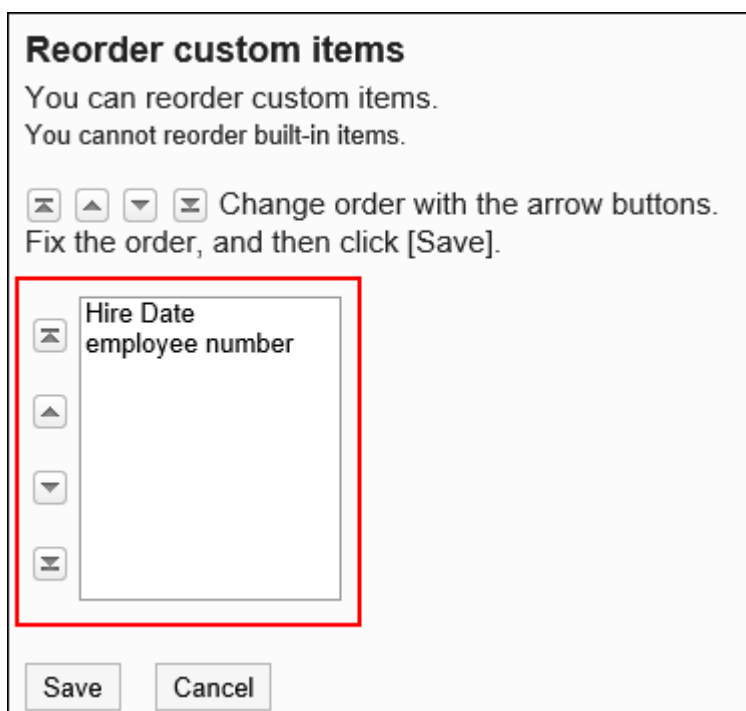 Reorder custom items
You can reorder custom items.
You cannot reorder built-in items.
Change order with the arrow buttons.
Fix the order, and then click [Save].
Hire Date
employee number
Save
Cancel